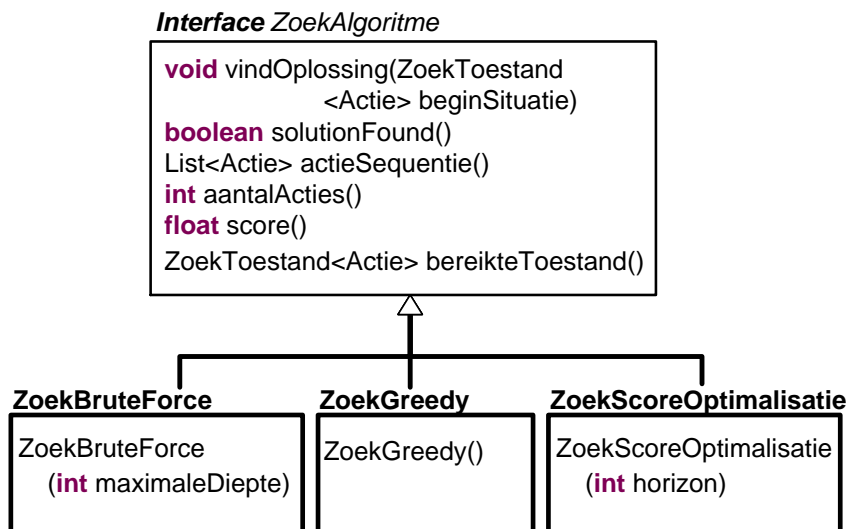 Interface ZoekAlgoritme
void vindOplossing(ZoekToestand
<Actie> beginSituatie)
boolean solutionFound()
List<Actie> actieSequentie()
int aantalActies()
float score()
ZoekToestand<Actie> bereikteToestand()
ZoekBruteForce
ZoekBruteForce
(int maximaleDiepte)
ZoekGreedy
ZoekGreedy()
ZoekScoreOptimalisatie
ZoekScoreOptimalisatie
(int horizon)